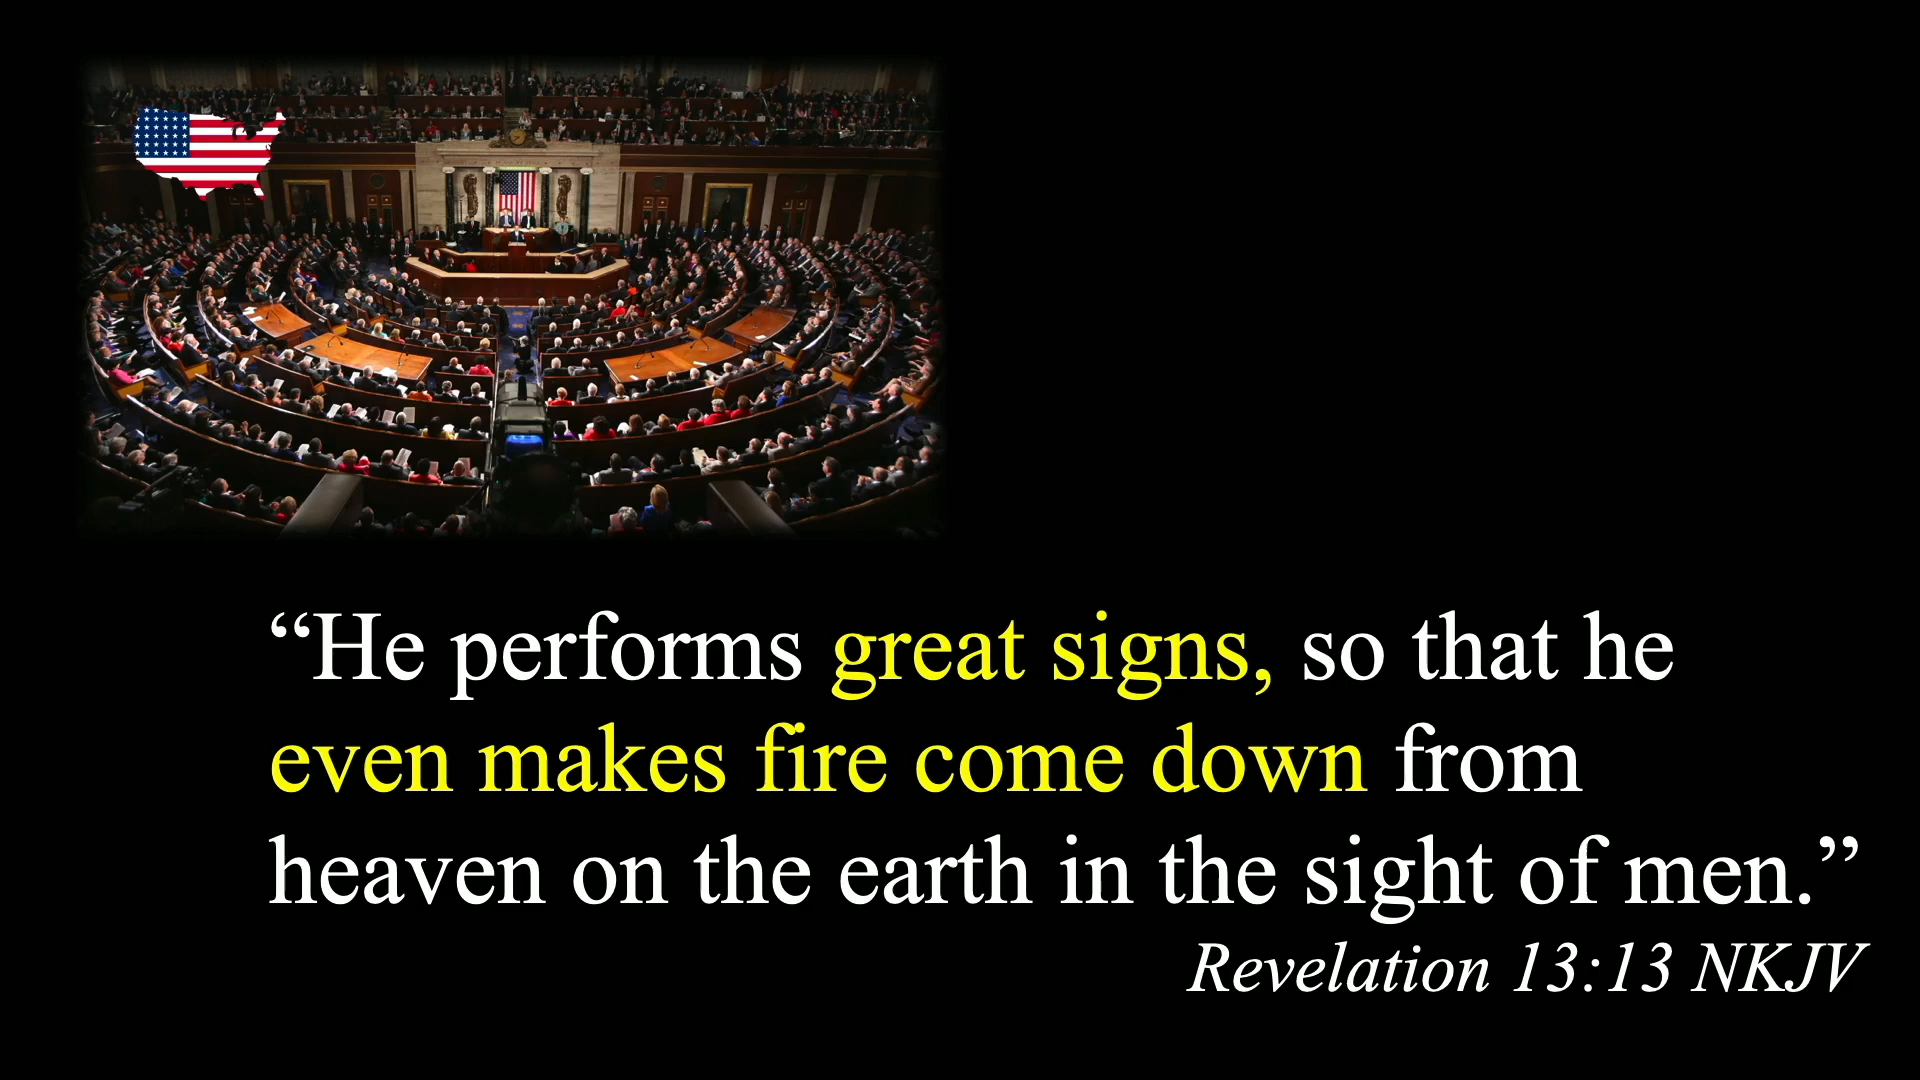 “He performs great signs, so that he
even makes fire come down from
heaven on the earth in the sight of men.”
Revelation 13:13 NKJV